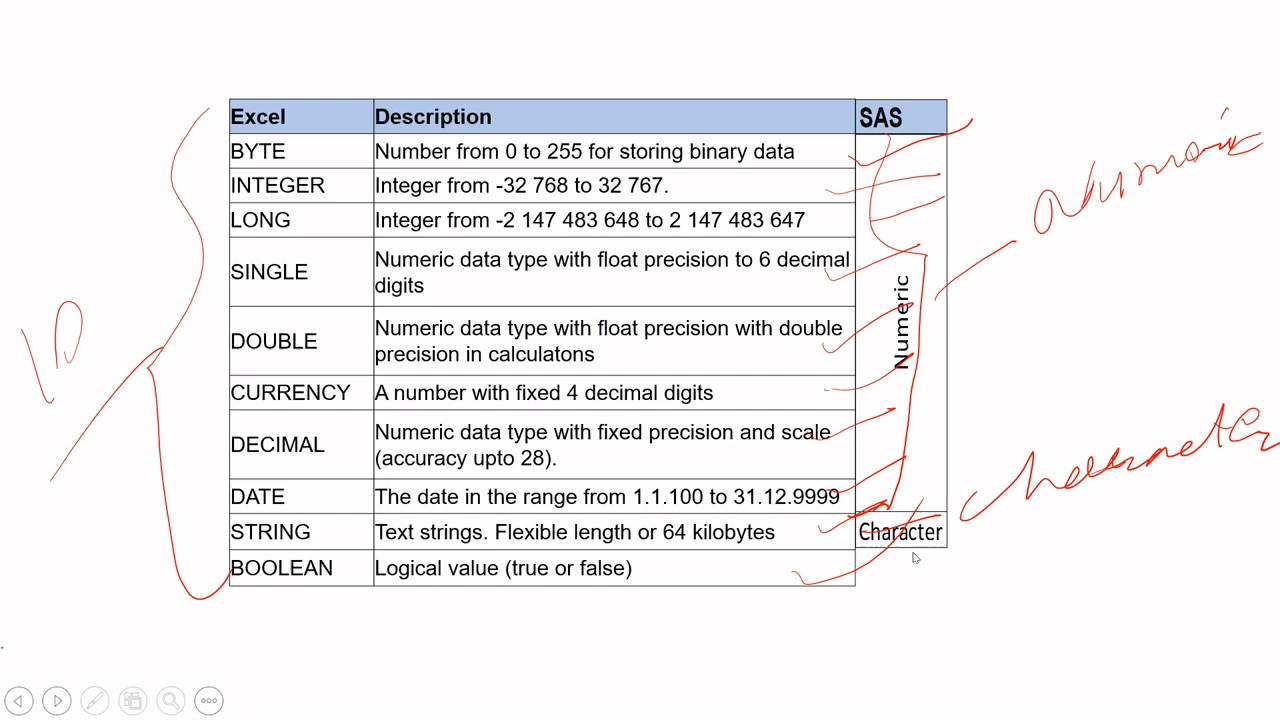 Excel Description SAS
BYTE Number from 0 to 255 for storing binary data
INTEGER Integer from -32 768 to 32 767.
LONG Integer from -2 147 483 648 to 2 147 483 647
SINGLE Numeric data type with float precision to 6 decimal
digits
DOUBLE Numeric data type with float precision with double
precision in calculatons
CURRENCY A number with fixed 4 decimal digits
DECIMAL Numeric data type with fixed precision and scale
(accuracy upto 28).
DATE The date in the range from 1.1.100 to 31.12.9999
Numeric
STRING Text strings. Flexible length or 64 kilobytes Character
BOOLEAN Logical value (true or false)
10